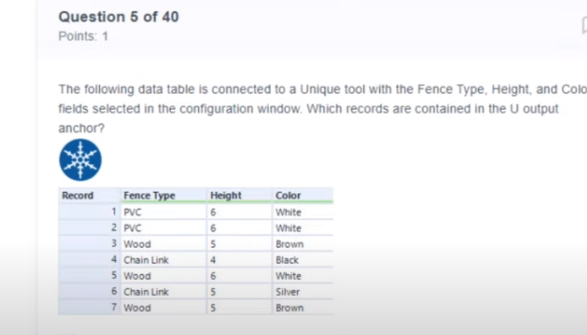 Question 5 of 40
Points: 1
The following data table is connected to a Unique tool with the Fence Type, Height, and Colo
fields selected in the configuration window. Which records are contained in the U output
anchor?
Record Fence Type Height Color
1 PVC 6 White
2 PVC 6 White
3 Wood 5 Brown
4 Chain Link 4 Black
5 Wood 6 White
6 Chain Link 5 Silver
7 Wood 5 Brown